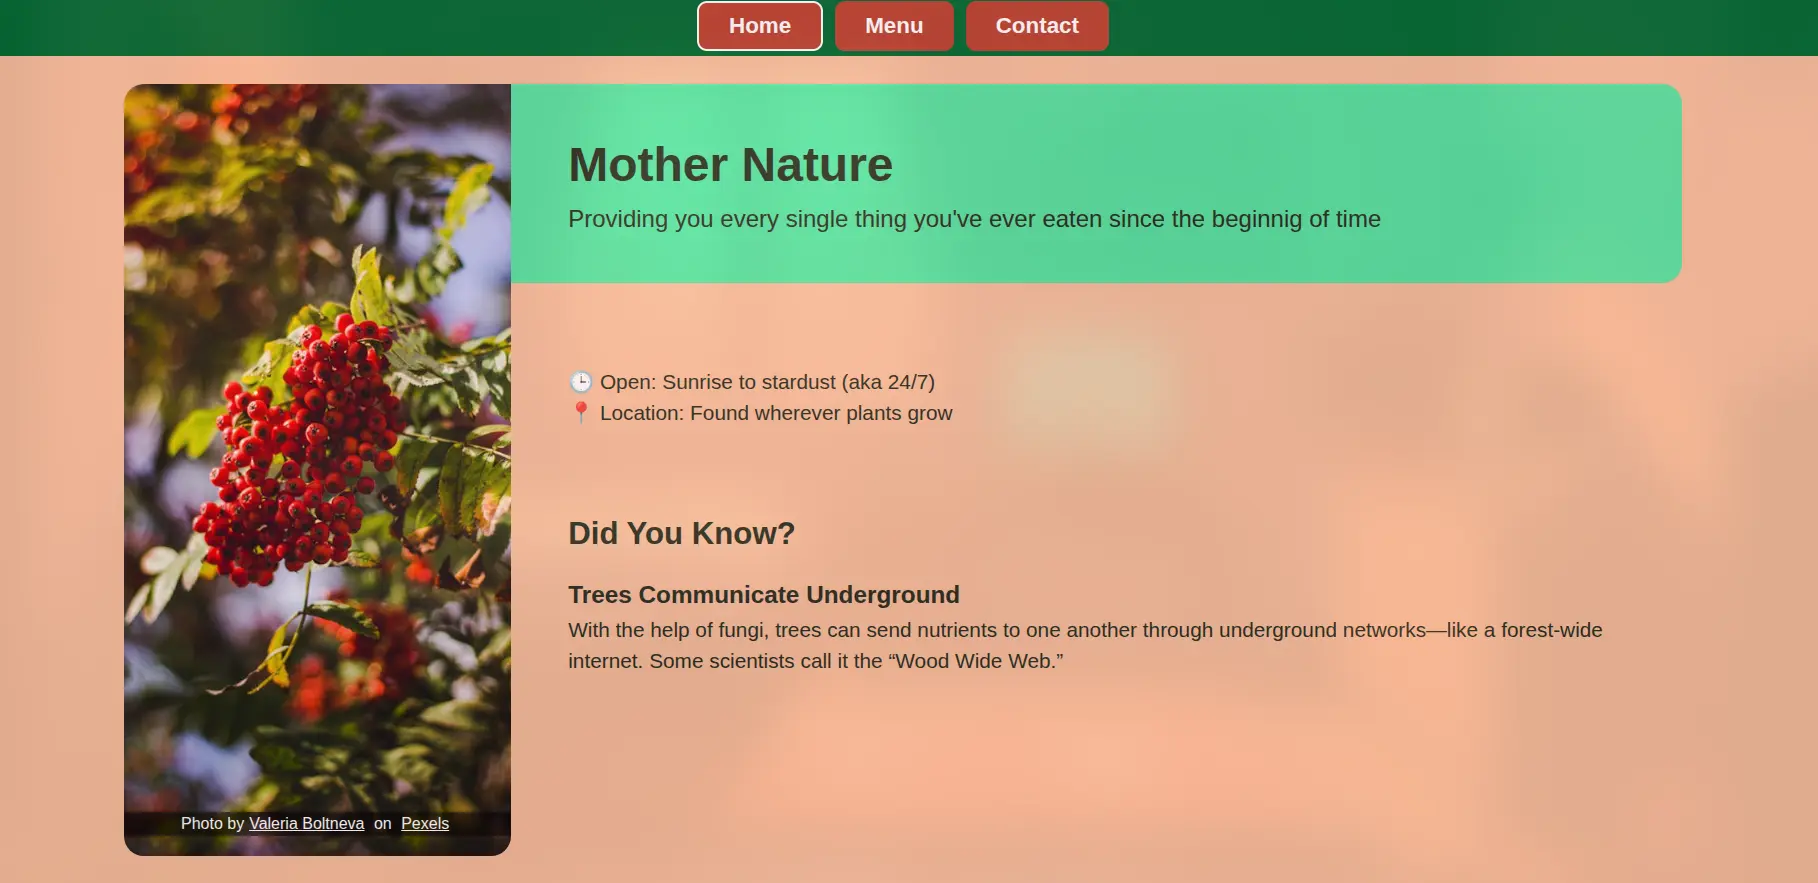 Home Menu Contact
Mother Nature
Providing you every single thing you've ever eaten since the beginnig of time
🕒 Open: Sunrise to stardust (aka 24/7)
📍 Location: Found wherever plants grow
Did You Know?
Trees Communicate Underground
With the help of fungi, trees can send nutrients to one another through underground networks—like a forest-wide
internet. Some scientists call it the “Wood Wide Web.”
Photo by Valeria Boltneva on Pexels